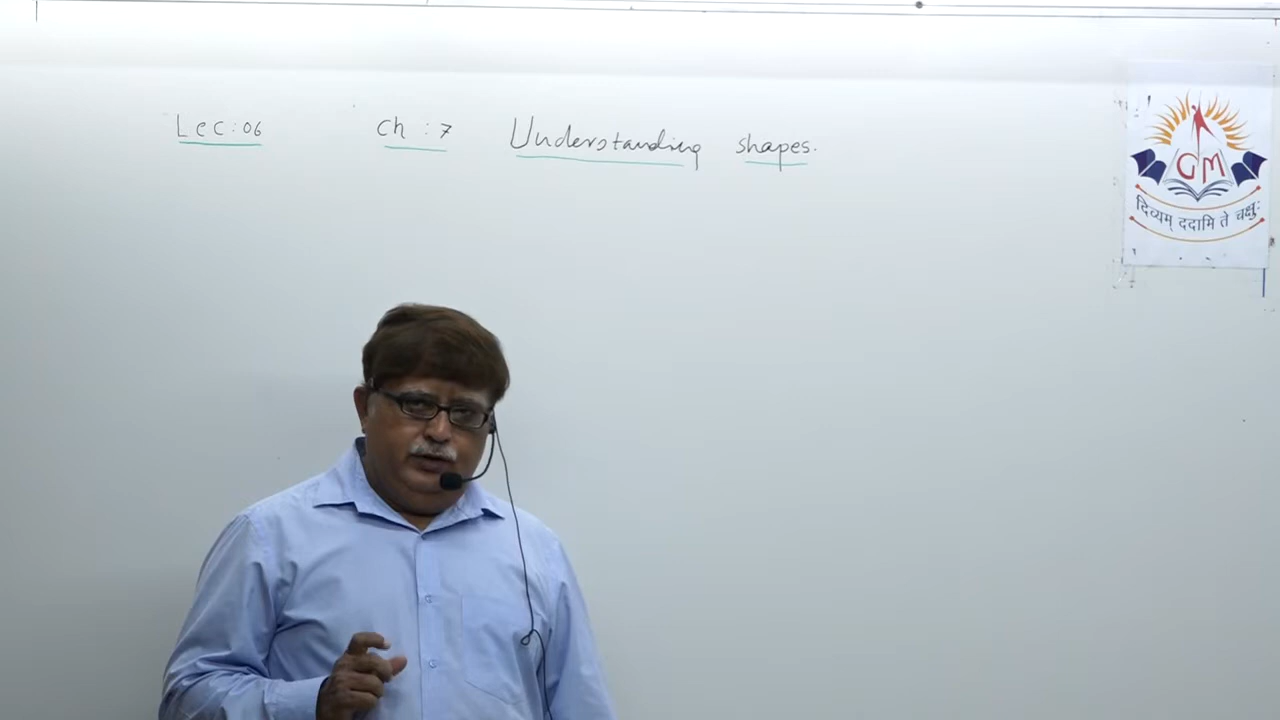 Lec:06 Ch:7 Understanding shapes.
GM
दिव्यम् ददामि ते चक्षुः